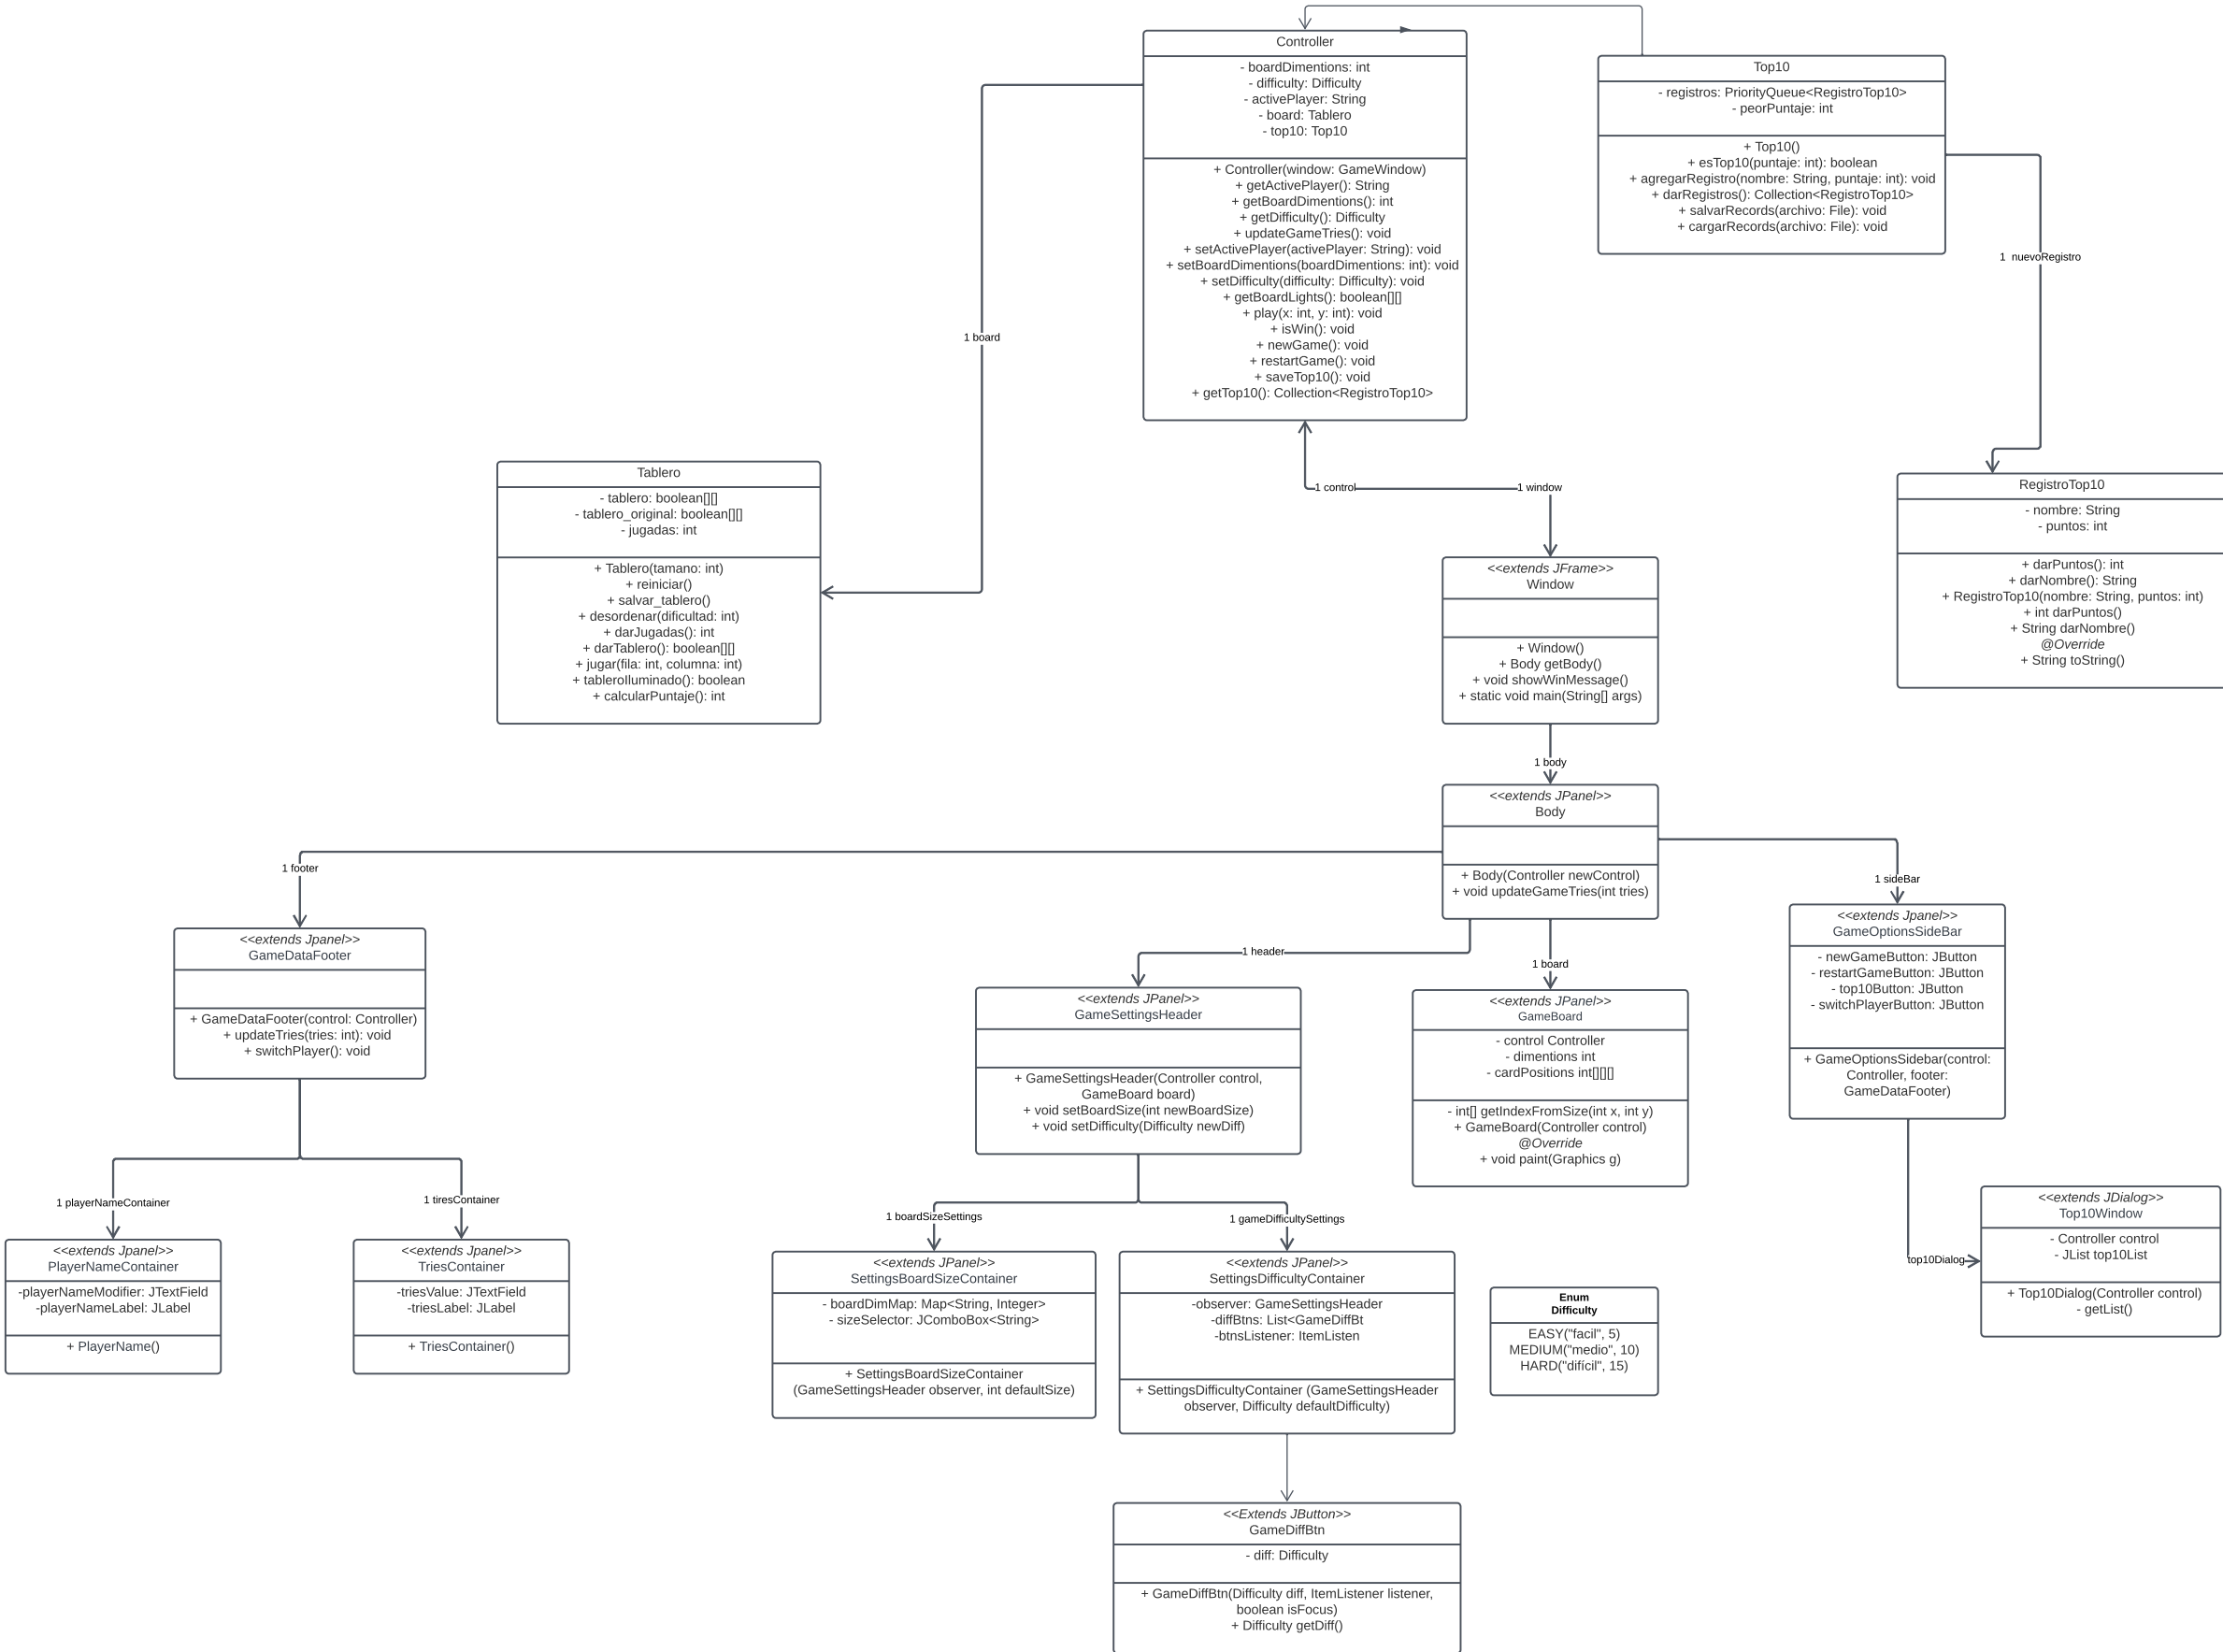 Controller
- boardDimentions: int
- difficulty: Difficulty
- activePlayer: String
- board: Tablero
- top10: Top10
+ Controller(window: GameWindow)
+ getActivePlayer(): String
+ getBoardDimentions(): int
+ getDifficulty(): Difficulty
+ updateGameTries(): void
+ setActivePlayer(activePlayer: String): void
+ setBoardDimentions(boardDimentions: int): void
+ setDifficulty(difficulty: Difficulty): void
+ getBoardLights(): boolean[][]
+ play(x: int, y: int): void
+ isWin(): void
+ newGame(): void
+ restartGame(): void
+ saveTop10(): void
+ getTop10(): Collection<RegistroTop10>
Top10
- registros: PriorityQueue<RegistroTop10>
- peorPuntaje: int
+ Top10()
+ esTop10(puntaje: int): boolean
+ agregarRegistro(nombre: String, puntaje: int): void
+ darRegistros(): Collection<RegistroTop10>
+ salvarRecords(archivo: File): void
+ cargarRecords(archivo: File): void
1 nuevoRegistro
1 board
Tablero
- tablero: boolean[][]
- tablero_original: boolean[][]
- jugadas: int
+ Tablero(tamano: int)
+ reiniciar()
+ salvar_tablero()
+ desordenar(dificultad: int)
+ darJugadas(): int
+ darTablero(): boolean[][]
+ jugar(fila: int, columna: int)
+ tableroIluminado(): boolean
+ calcularPuntaje(): int
1 control
1 window
RegistroTop10
- nombre: String
- puntos: int
+ darPuntos(): int
+ darNombre(): String
+ RegistroTop10(nombre: String, puntos: int)
+ int darPuntos()
+ String darNombre()
@Override
+ String toString()
<<extends JFrame>>
Window
+ Window()
+ Body getBody()
+ void showWinMessage()
+ static void main(String[] args)
1 body
<<extends JPanel>>
Body
+ Body(Controller newControl)
+ void updateGameTries(int tries)
1 footer
1 sideBar
1 header
1 board
<<extends Jpanel>>
GameDataFooter
+ GameDataFooter(control: Controller)
+ updateTries(tries: int): void
+ switchPlayer(): void
<<extends JPanel>>
GameSettingsHeader
+ GameSettingsHeader(Controller control,
GameBoard board)
+ void setBoardSize(int newBoardSize)
+ void setDifficulty(Difficulty newDiff)
<<extends JPanel>>
GameBoard
- control Controller
- dimentions int
- cardPositions int[][][]
- int[] getIndexFromSize(int x, int y)
+ GameBoard(Controller control)
@Override
+ void paint(Graphics g)
<<extends Jpanel>>
GameOptionsSideBar
- newGameButton: JButton
- restartGameButton: JButton
- top10Button: JButton
- switchPlayerButton: JButton
+ GameOptionsSidebar(control:
Controller, footer:
GameDataFooter)
1 playerNameContainer
1 tiresContainer
1 boardSizeSettings
1 gameDifficultySettings
top10Dialog
<<extends Jpanel>>
PlayerNameContainer
-playerNameModifier: JTextField
-playerNameLabel: JLabel
+ PlayerName()
<<extends Jpanel>>
TriesContainer
-triesValue: JTextField
-triesLabel: JLabel
+ TriesContainer()
<<extends JPanel>>
SettingsBoardSizeContainer
- boardDimMap: Map<String, Integer>
- sizeSelector: JComboBox<String>
+ SettingsBoardSizeContainer
(GameSettingsHeader observer, int defaultSize)
<<extends JPanel>>
SettingsDifficultyContainer
-observer: GameSettingsHeader
-diffBtns: List<GameDiffBt
-btnsListener: ItemListen
+ SettingsDifficultyContainer (GameSettingsHeader
observer, Difficulty defaultDifficulty)
Enum
Difficulty
EASY("facil", 5)
MEDIUM("medio", 10)
HARD("difícil", 15)
<<extends JDialog>>
Top10Window
- Controller control
- JList top10List
+ Top10Dialog(Controller control)
- getList()
<<Extends JButton>>
GameDiffBtn
- diff: Difficulty
+ GameDiffBtn(Difficulty diff, ItemListener listener,
boolean isFocus)
+ Difficulty getDiff()